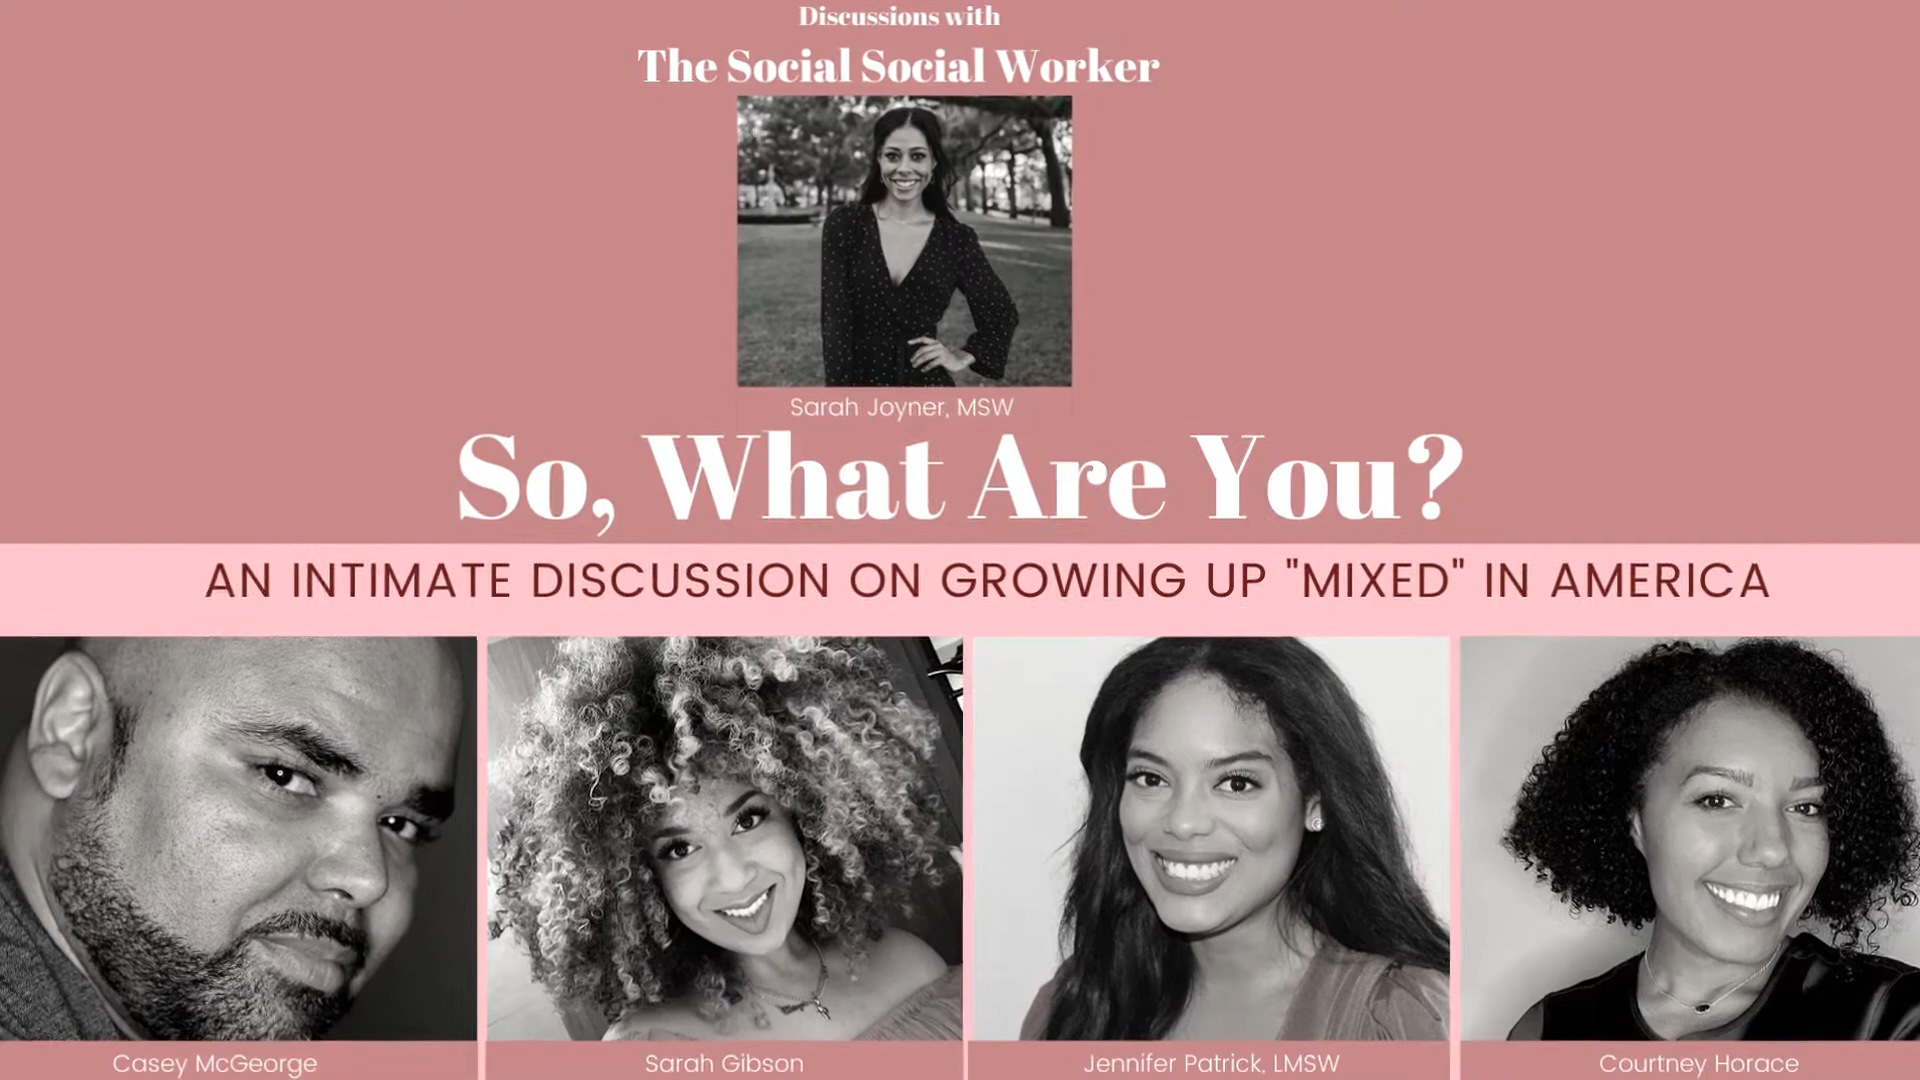 Discussions with
The Social Social Worker
Sarah Joyner, MSW
So, What Are You?
AN INTIMATE DISCUSSION ON GROWING UP "MIXED" IN AMERICA
Casey McGeorge
Sarah Gibson
Jennifer Patrick, LMSW
Courtney Horace